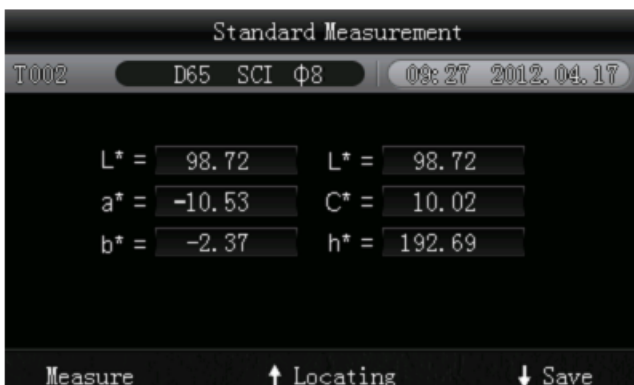 Standard Measurement
T002 D65 SCI Φ8 09:27 2012.04.17
L* = 98.72 L* = 98.72
a* = -10.53 C* = 10.02
b* = -2.37 h* = 192.69
Measure ↑ Locating ↓ Save